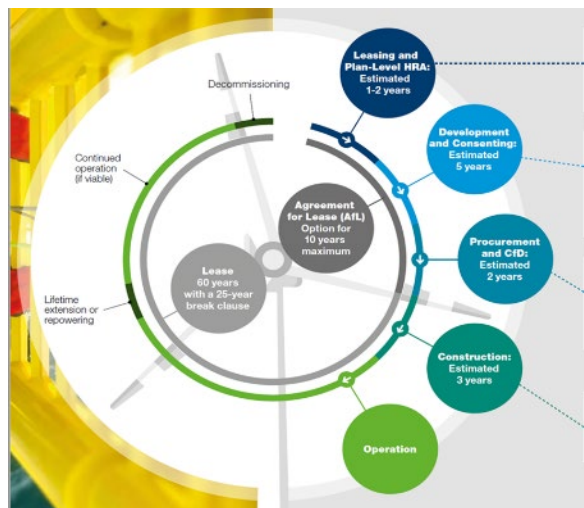 Leasing and
Plan-Level HRA:
Estimated
1-2 years
Decommissioning
Development
and Consenting:
Estimated
5 years
Continued
operation
(if viable)
Agreement
for Lease (AfL)
Option for
10 years
maximum
Procurement
and CfD:
Estimated
2 years
Lease
60 years
with a 25-year
break clause
Lifetime
extension or
repowering
Construction:
Estimated
3 years
Operation